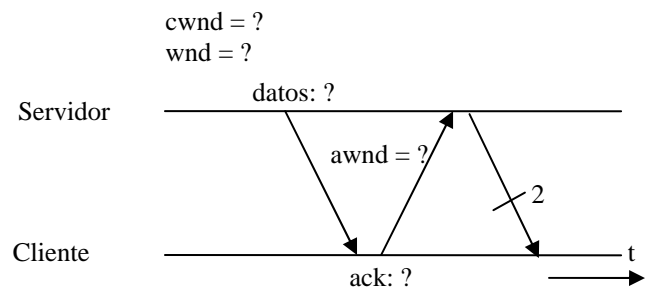 cwnd = ?
wnd = ?
datos: ?
Servidor
awnd = ?
2
Cliente
t
ack: ?